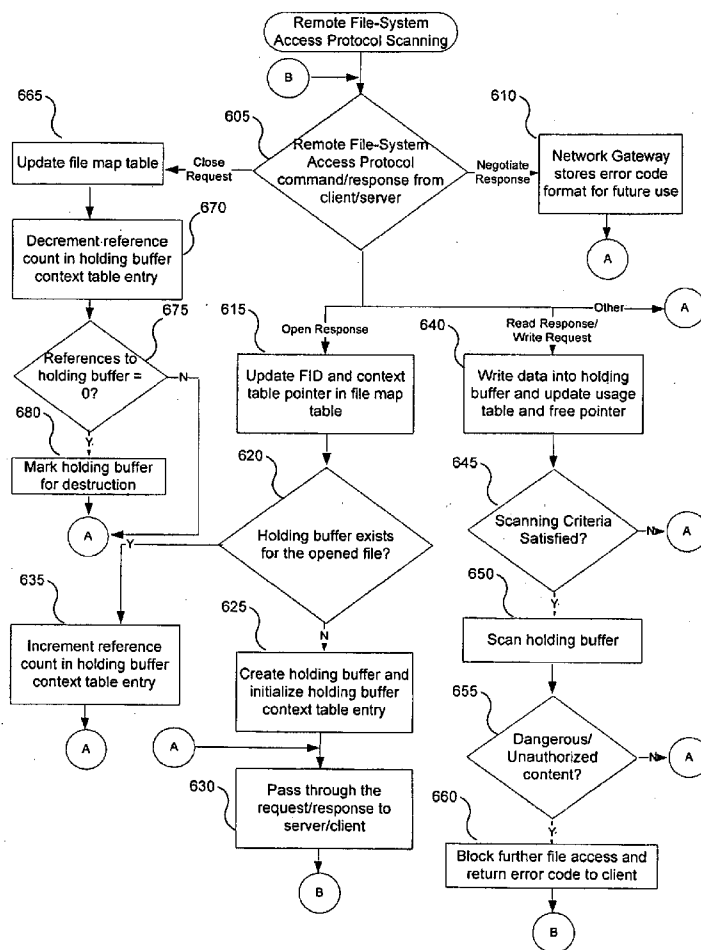 Remote File-System
Access Protocol Scanning
B
605
Remote File-System
Access Protocol
command/response from
client/server
Close
Request
Negotiate
Response
665
Update file map table
610
Network Gateway
stores error code
format for future use
A
670
Decrement reference
count in holding buffer
context table entry
675
References to
holding buffer =
0?
N
Y
680
Mark holding buffer
for destruction
A
Other
A
Open Response
615
Update FID and context
table pointer in file map
table
620
Holding buffer exists
for the opened file?
Y
635
Increment reference
count in holding buffer
context table entry
A
N
625
Create holding buffer and
initialize holding buffer
context table entry
A
630
Pass through the
request/response to
server/client
B
Read Response/
Write Request
640
Write data into holding
buffer and update usage
table and free pointer
645
Scanning Criteria
Satisfied?
N
A
Y
650
Scan holding buffer
655
Dangerous/
Unauthorized
content?
N
A
Y
660
Block further file access and
return error code to client
B